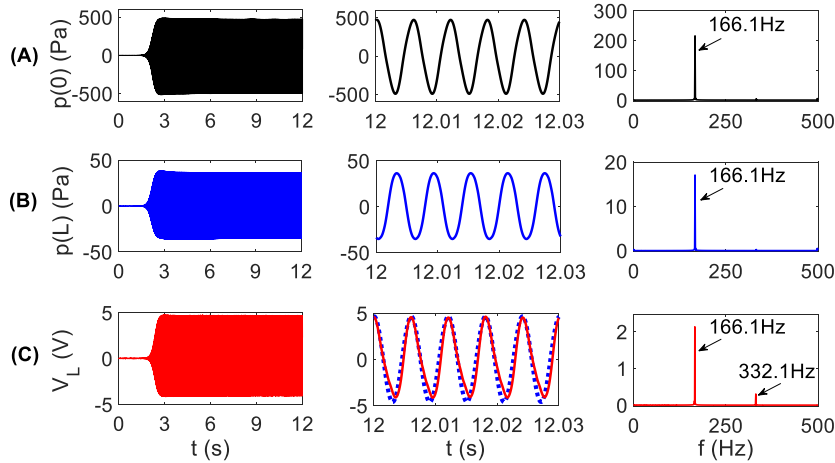 (A)
p(0) (Pa)
500
0
-500
0 3 6 9 12
500
0
-500
12 12.01 12.02 12.03
300
200
100
0
0 250 500
166.1Hz
(B)
p(L) (Pa)
50
0
-50
0 3 6 9 12
50
0
-50
12 12.01 12.02 12.03
20
10
0
0 250 500
166.1Hz
(C)
V_L (V)
5
0
-5
0 3 6 9 12
t (s)
5
0
-5
12 12.01 12.02 12.03
t (s)
2
1
0
0 250 500
f (Hz)
166.1Hz
332.1Hz